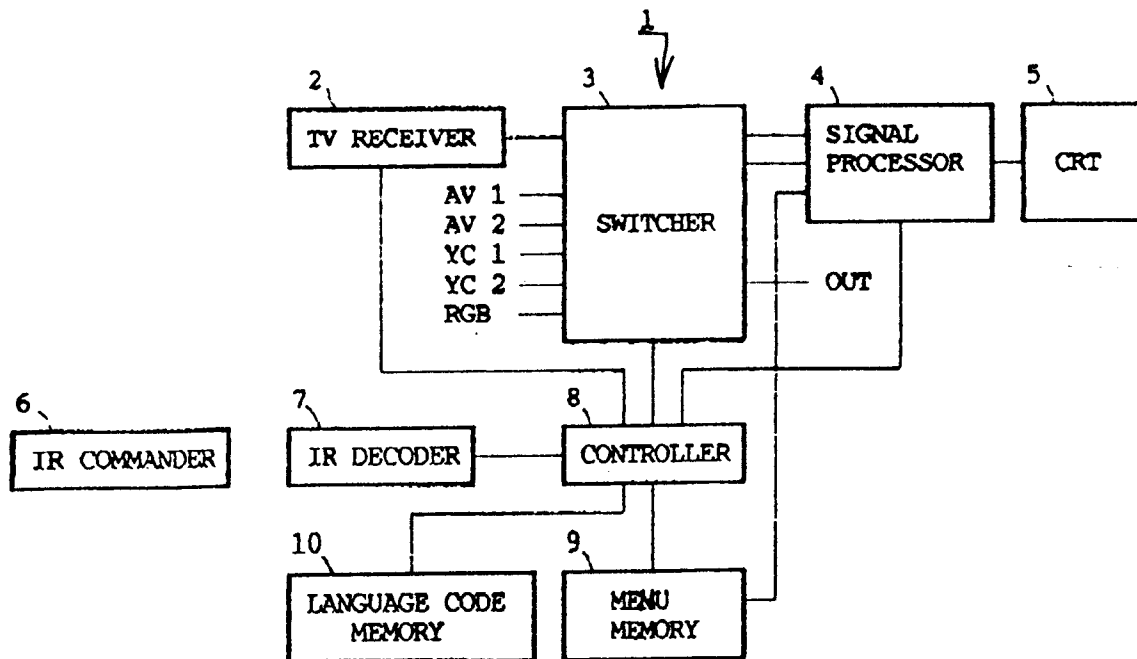 1
2
3
4
5
TV RECEIVER
SWITCHER
SIGNAL
PROCESSOR
CRT
AV 1
AV 2
YC 1
YC 2
RGB
OUT
6
7
8
IR COMMANDER
IR DECODER
CONTROLLER
10
9
LANGUAGE CODE
MEMORY
MENU
MEMORY